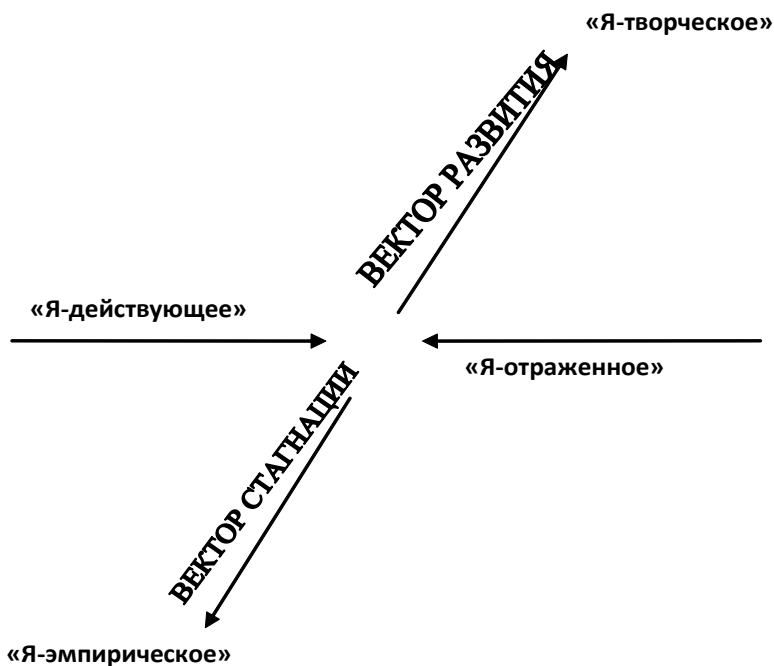 «Я-творческое»
ВЕКТОР РАЗВИТИЯ
«Я-действующее»
«Я-отраженное»
ВЕКТОР СТАГНАЦИИ
«Я-эмпирическое»